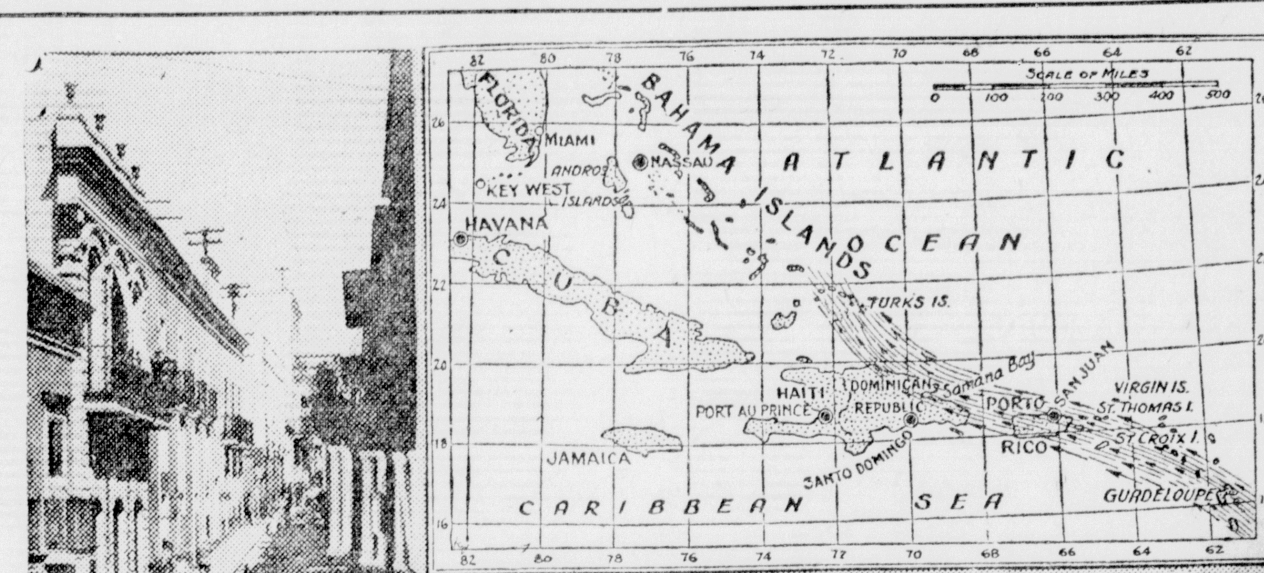 82 80 78 76 74 72 70 68 66 64 62
SCALE OF MILES
0 100 200 300 400 500
FLORIDA
BAHAMA ISLANDS
26
MIAMI
NASSAU
ATLANTIC
ANDROS
KEY WEST
ISLANDS
24
HAVANA
OCEAN
CUBA
22
TURKS IS.
20
Samana Bay
SAN JUAN
HAITI
DOMINICAN
VIRGIN IS.
PORT AU PRINCE
REPUBLIC
PORTO
ST. THOMAS I.
18
ST CROIX I.
JAMAICA
RICO
SANTO DOMINGO
GUADELOUPE
CARIBBEAN SEA
16
82 80 78 76 74 72 70 68 66 64 62